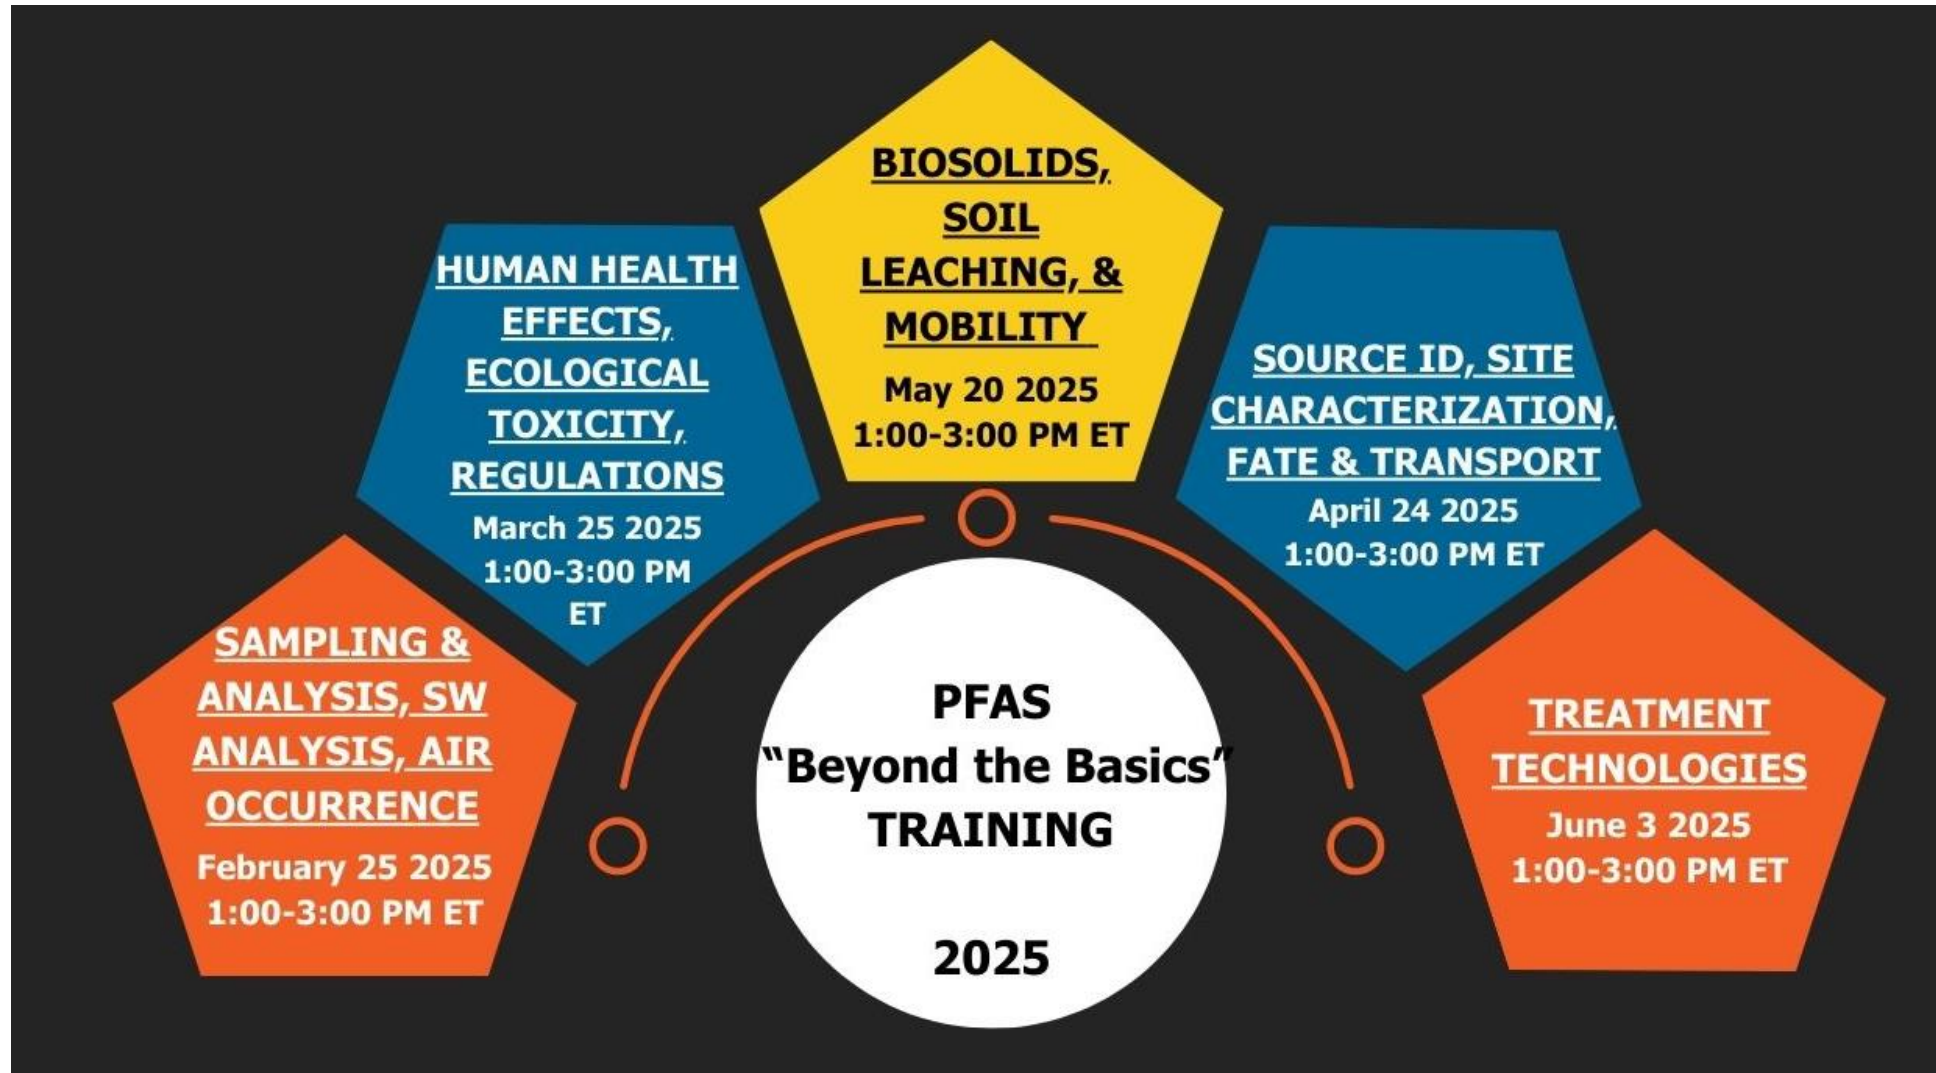 SAMPLING &
ANALYSIS, SW
ANALYSIS, AIR
OCCURRENCE
February 25 2025
1:00-3:00 PM ET
HUMAN HEALTH
EFFECTS,
ECOLOGICAL
TOXICITY,
REGULATIONS
March 25 2025
1:00-3:00 PM
ET
BIOSOLIDS,
SOIL
LEACHING, &
MOBILITY
May 20 2025
1:00-3:00 PM ET
SOURCE ID, SITE
CHARACTERIZATION,
FATE & TRANSPORT
April 24 2025
1:00-3:00 PM ET
TREATMENT
TECHNOLOGIES
June 3 2025
1:00-3:00 PM ET
PFAS
“Beyond the Basics”
TRAINING
2025